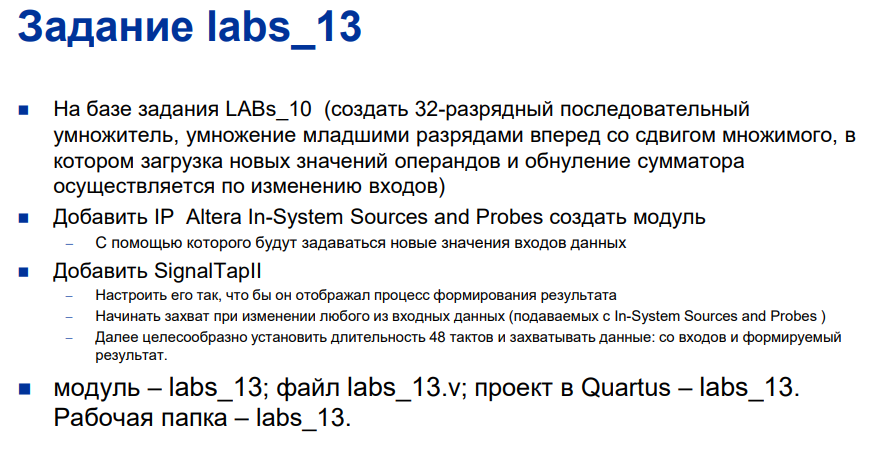 Задание labs_13
■ На базе задания LABs_10 (создать 32-разрядный последовательный
умножитель, умножение младшими разрядами вперед со сдвигом множимого, в
котором загрузка новых значений операндов и обнуление сумматора
осуществляется по изменению входов)
■ Добавить IP Altera In-System Sources and Probes создать модуль
– С помощью которого будут задаваться новые значения входов данных
■ Добавить SignalTapII
– Настроить его так, что бы он отображал процесс формирования результата
– Начинать захват при изменении любого из входных данных (подаваемых с In-System Sources and Probes )
– Далее целесообразно установить длительность 48 тактов и захватывать данные: со входов и формируемый
результат.
■ модуль – labs_13; файл labs_13.v; проект в Quartus – labs_13.
Рабочая папка – labs_13.